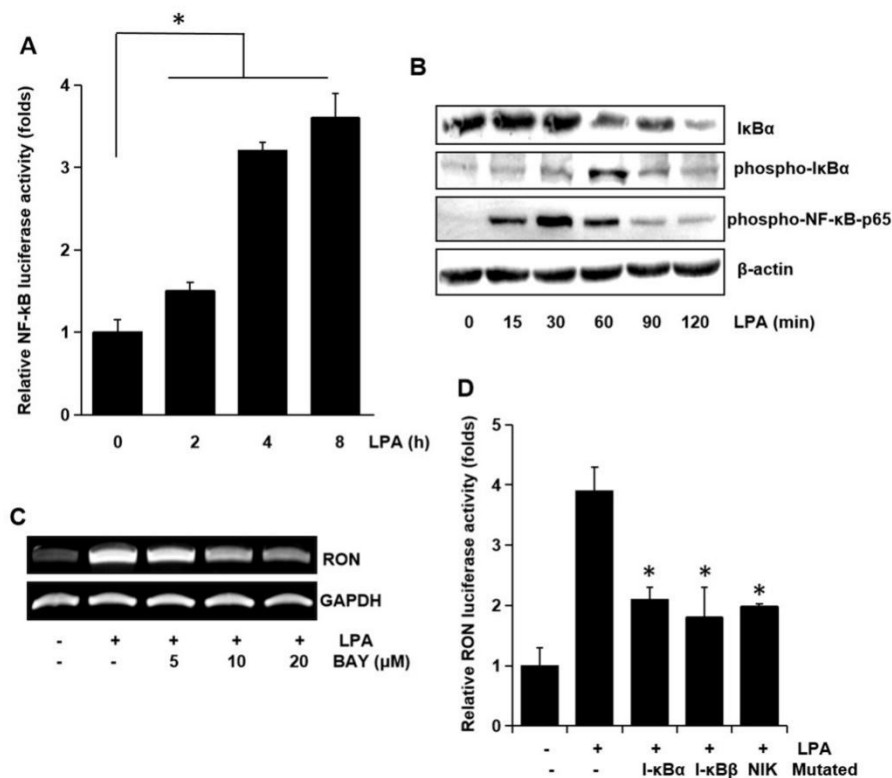 A
*
Relative NF-kB luciferase activity (folds)
4
3
2
1
0
0 2 4 8 LPA (h)
B
IκBα
phospho-IκBα
phospho-NF-κB-p65
β-actin
0 15 30 60 90 120 LPA (min)
C
RON
GAPDH
- + + + + LPA
- - 5 10 20 BAY (μM)
D
Relative RON luciferase activity (folds)
5
4
3
2
1
0
* * *
- + + + + LPA
- - I-κBα I-κBβ NIK Mutated